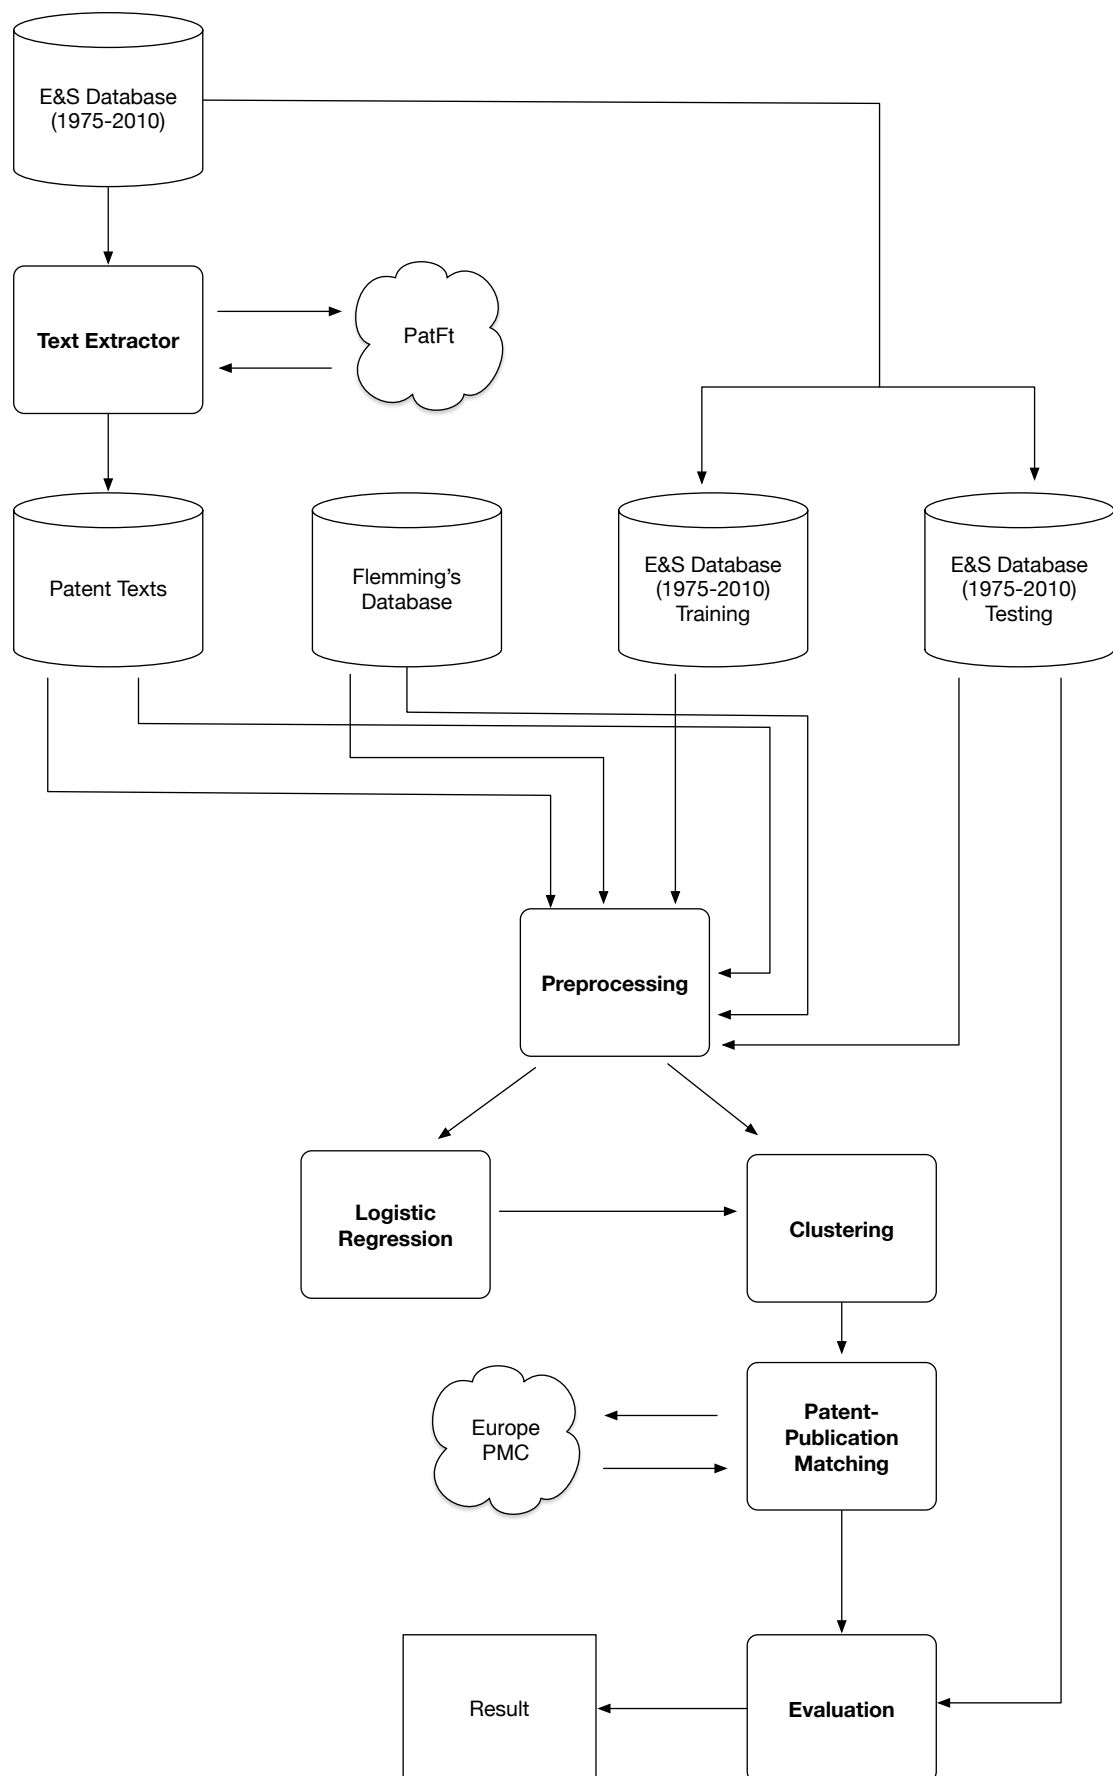 E&S Database
(1975-2010)
Text Extractor
PatFt
Patent Texts
Flemming’s
Database
E&S Database
(1975-2010)
Training
E&S Database
(1975-2010)
Testing
Preprocessing
Logistic
Regression
Clustering
Europe
PMC
Patent-
Publication
Matching
Result
Evaluation